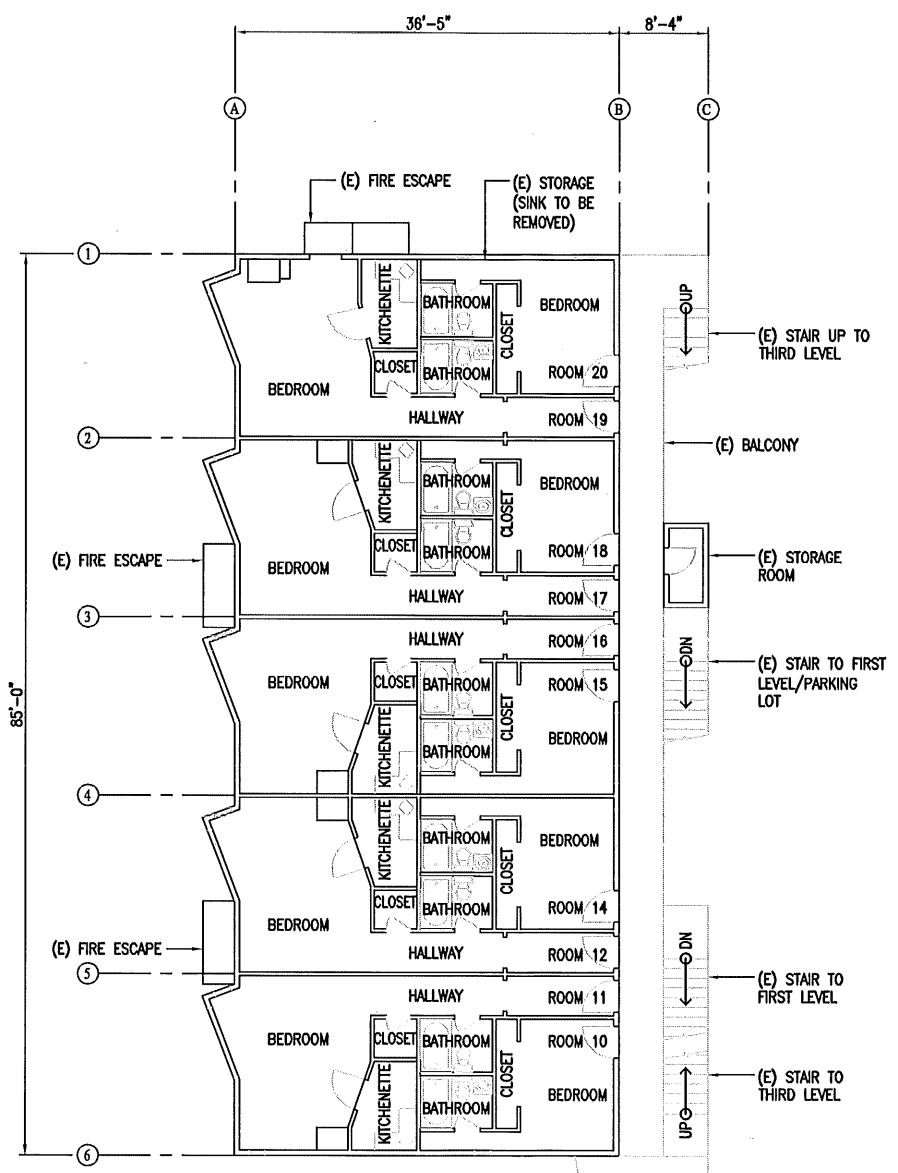 36'-5"
8'-4"
A
B
C
(E) FIRE ESCAPE
(E) STORAGE
(SINK TO BE
REMOVED)
1
KITCHENETTE
BATHROOM
CLOSET
BEDROOM
UP
(E) STAIR UP TO
THIRD LEVEL
CLOSET
BATHROOM
ROOM 20
BEDROOM
HALLWAY
ROOM 19
2
(E) BALCONY
KITCHENETTE
BATHROOM
CLOSET
BEDROOM
(E) FIRE ESCAPE
CLOSET
BATHROOM
ROOM 18
(E) STORAGE
ROOM
BEDROOM
HALLWAY
ROOM 17
3
HALLWAY
ROOM 16
DN
(E) STAIR TO FIRST
LEVEL/PARKING
LOT
BEDROOM
CLOSET
BATHROOM
ROOM 15
85'-0"
KITCHENETTE
BATHROOM
CLOSET
BEDROOM
4
KITCHENETTE
BATHROOM
CLOSET
BEDROOM
CLOSET
BATHROOM
ROOM 14
BEDROOM
(E) FIRE ESCAPE
HALLWAY
ROOM 12
DN
5
(E) STAIR TO
FIRST LEVEL
HALLWAY
ROOM 11
BEDROOM
CLOSET
BATHROOM
ROOM 10
KITCHENETTE
BATHROOM
CLOSET
BEDROOM
(E) STAIR TO
THIRD LEVEL
UP
6